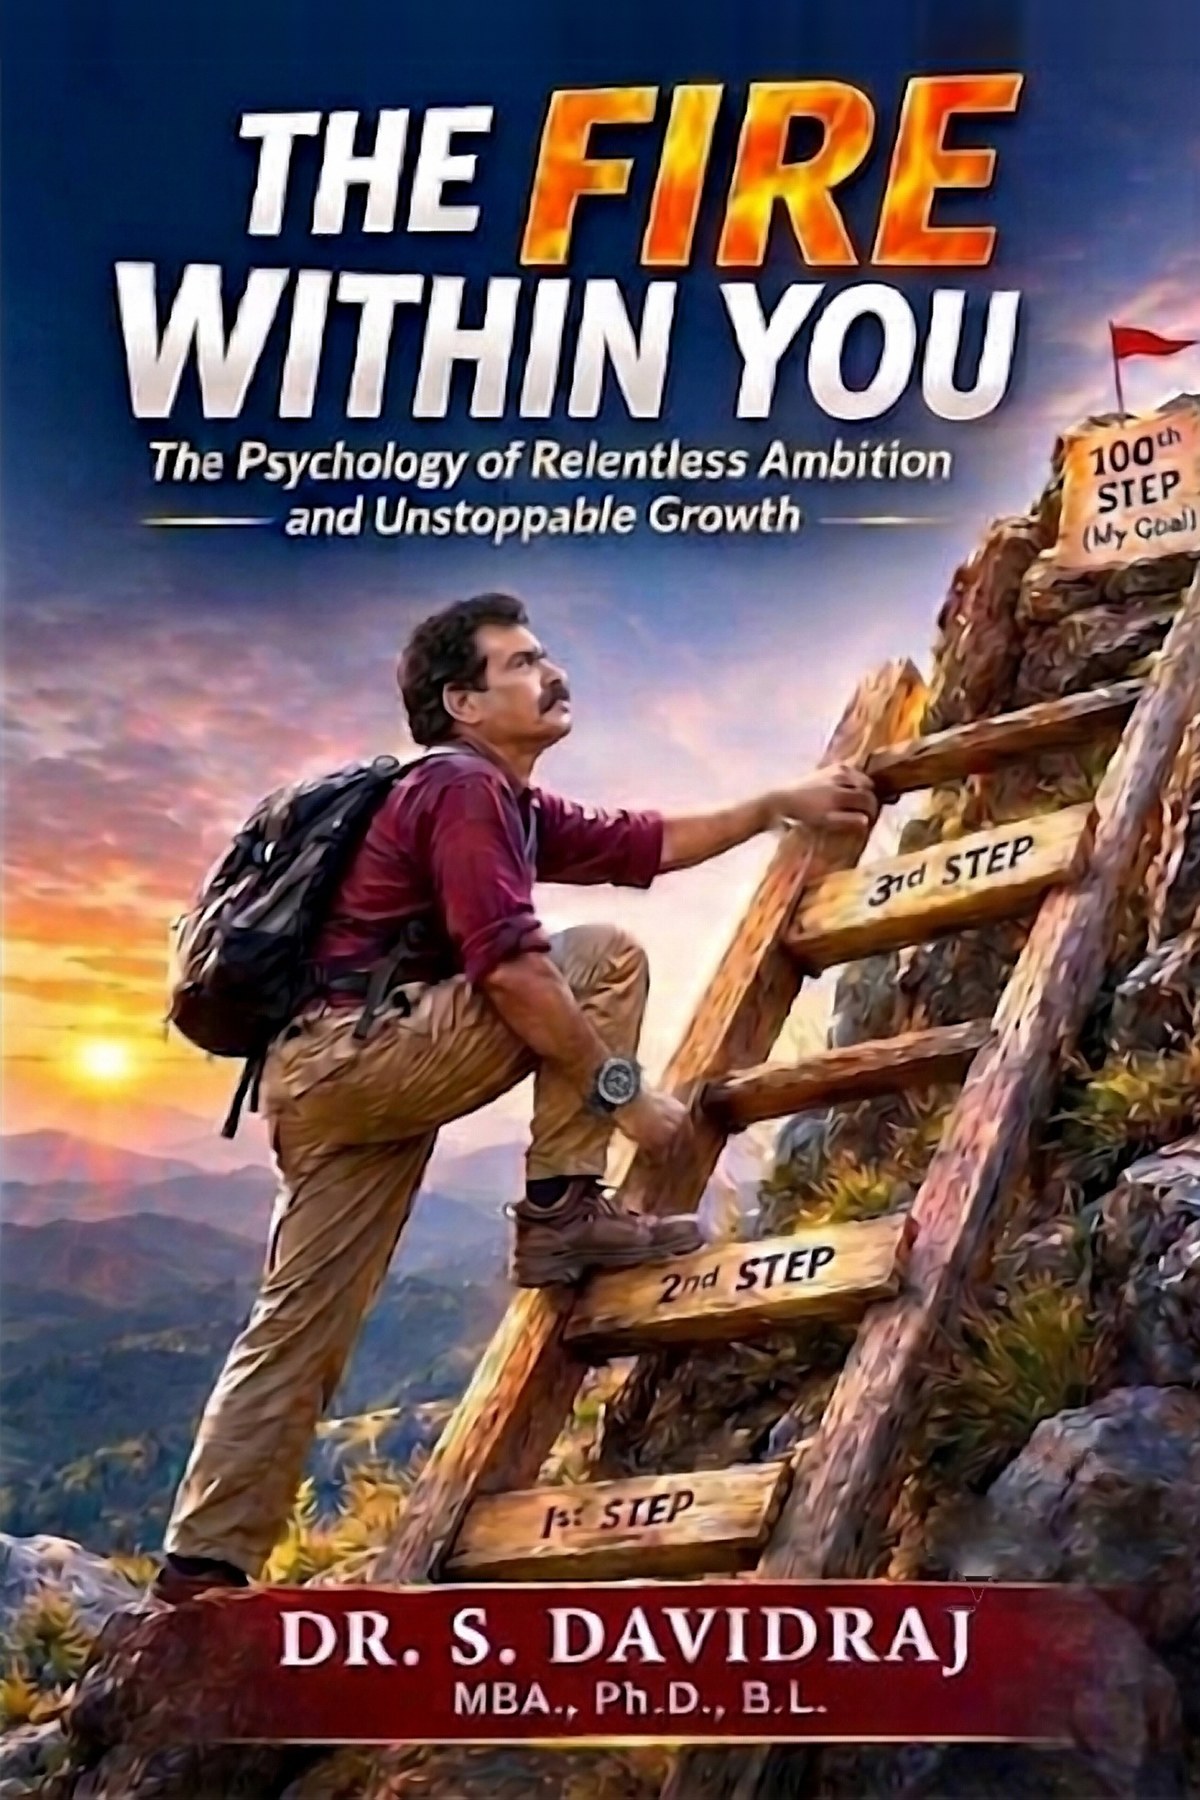 THE FIRE
WITHIN YOU
The Psychology of Relentless Ambition
and Unstoppable Growth
100th
STEP
(My Goal)
3rd STEP
2nd STEP
1st STEP
DR. S. DAVIDRAJ
MBA., Ph.D., B.L.